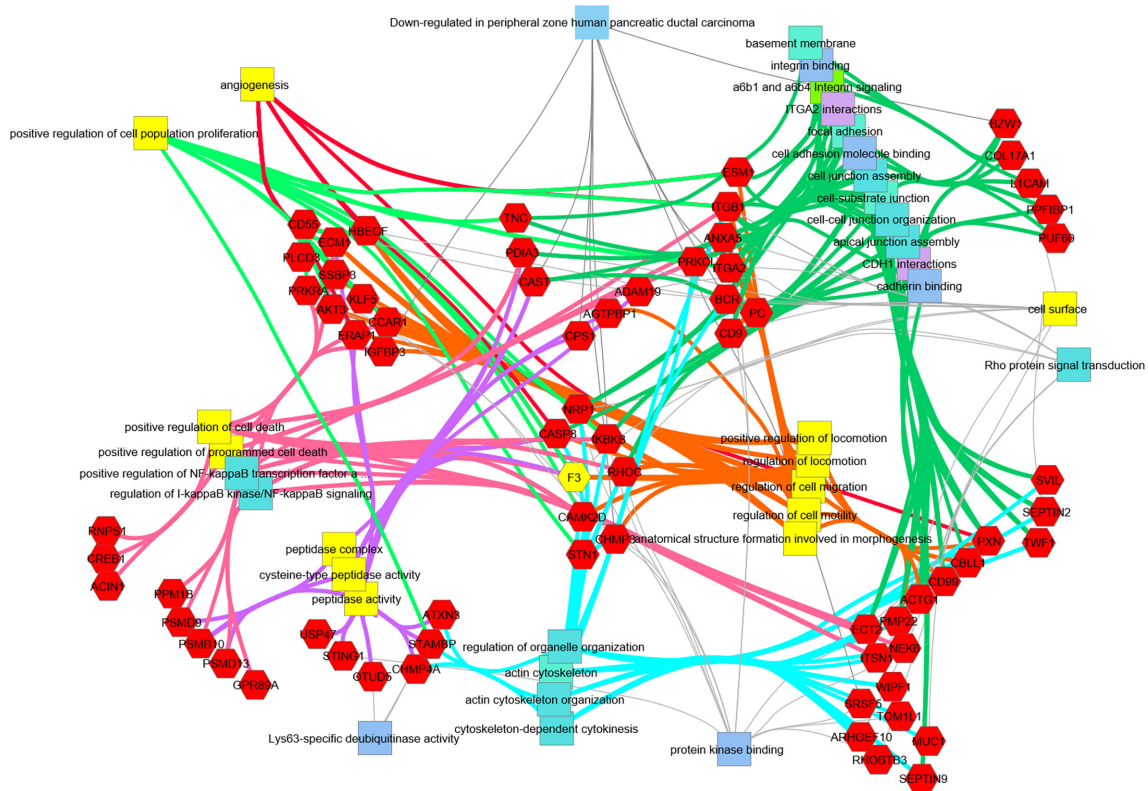 Down-regulated in peripheral zone human pancreatic ductal carcinoma
basement membrane
integrin binding
angiogenesis
a6b1 and a6b4 Integrin signaling
ITGA2 interactions
BZW1
positive regulation of cell population proliferation
focal adhesion
cell adhesion molecule binding
COL17A1
ESM1
cell junction assembly
L1CAM
cell-substrate junction
ITGB1
PPFIBP1
TNC
CD55
HBEGF
cell-cell junction organization
PUF60
ECM1
ANXA5
apical junction assembly
PDIA3
PLCD3
PRKCI
ITGA2
CDH1 interactions
SSBP3
CAST
cadherin binding
PRKRA
ADAM19
KLF5
BCR
AKT3
AGTPBP1
PC
cell surface
CCAR1
ERAP1
CPS1
CD9
IGFBP3
Rho protein signal transduction
NRP1
positive regulation of cell death
CASP8
IKBKB
positive regulation of locomotion
positive regulation of programmed cell death
regulation of locomotion
positive regulation of NF-kappaB transcription factor a
RHOC
F3
regulation of cell migration
SVIL
regulation of I-kappaB kinase/NF-kappaB signaling
CAMK2D
regulation of cell motility
SEPTIN2
RNPS1
CHMP3
anatomical structure formation involved in morphogenesis
PXN
TWF1
peptidase complex
STN1
CREB1
CBLL1
cysteine-type peptidase activity
CD99
ACIN1
PPM1B
peptidase activity
ACTG1
PSMD9
ATXN3
PMP22
USP47
ECT2
PSMB10
STAMBP
regulation of organelle organization
NEK6
STING1
ITSN1
PSMD13
CHMP4A
actin cytoskeleton
GPR89A
OTUD5
WIPF1
actin cytoskeleton organization
SRSF5
TOM1L1
cytoskeleton-dependent cytokinesis
ARHGEF10
MUC1
Lys63-specific deubiquitinase activity
protein kinase binding
RHOBTB3
SEPTIN9